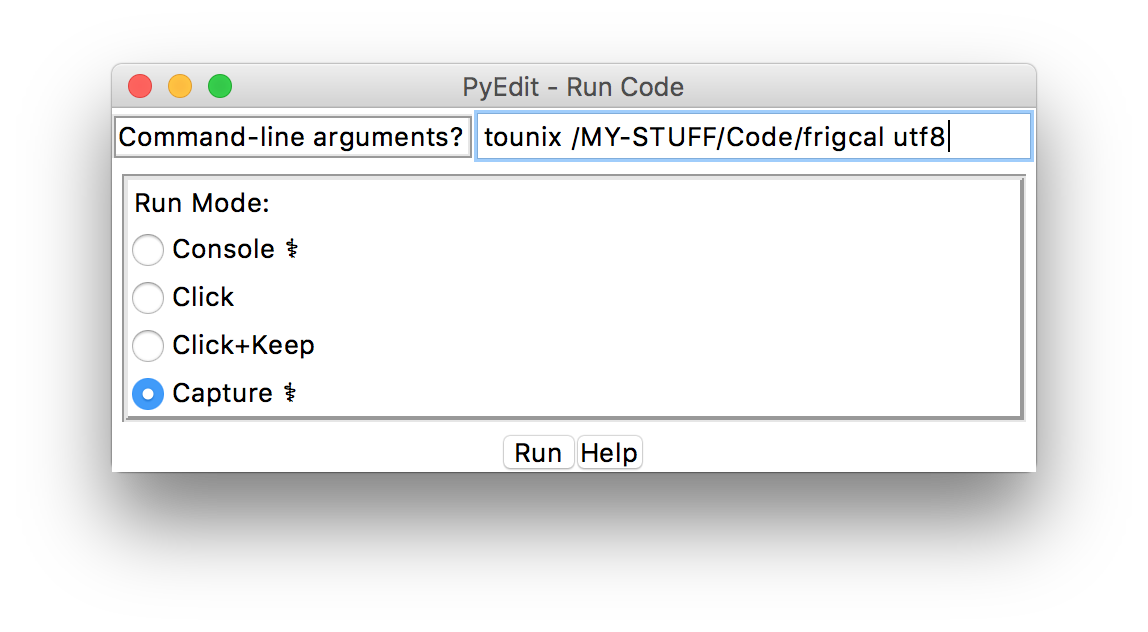 PyEdit - Run Code
Command-line arguments? tounix /MY-STUFF/Code/frigcal utf8
Run Mode:
Console ⚕
Click
Click+Keep
Capture ⚕
Run Help